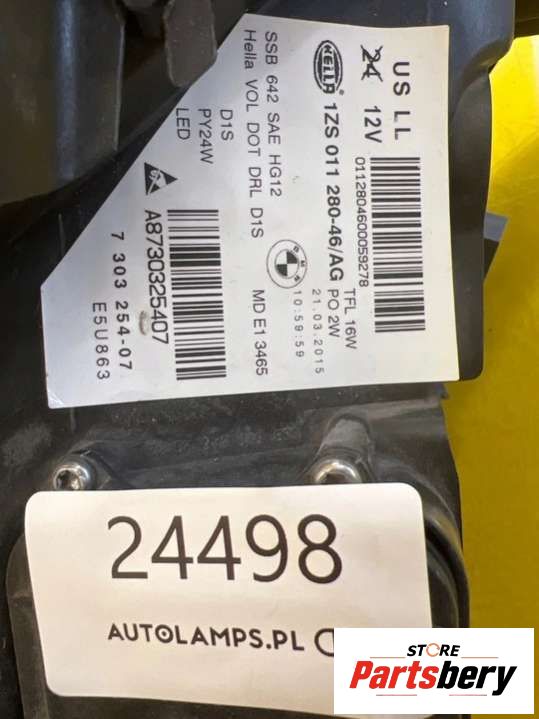 US LL
24 12V
0112804600059278
HELLA 1ZS 011 280-46/AG
TFL 16W
PO 2W
21.03.2015
10:59:59
SSB 642 SAE HG12
Hella VOL DOT DRL D1S
MD E1 3465
D1S
PY24W
LED
A8730325407
7 303 254-07
E5U863
24498
AUTOLAMPS.PL
STORE
Partsbery